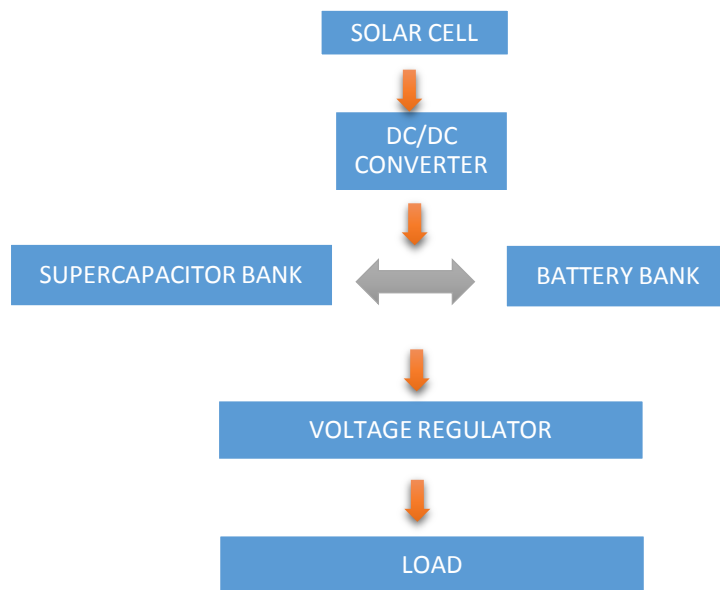 SOLAR CELL
DC/DC
CONVERTER
SUPERCAPACITOR BANK
BATTERY BANK
VOLTAGE REGULATOR
LOAD